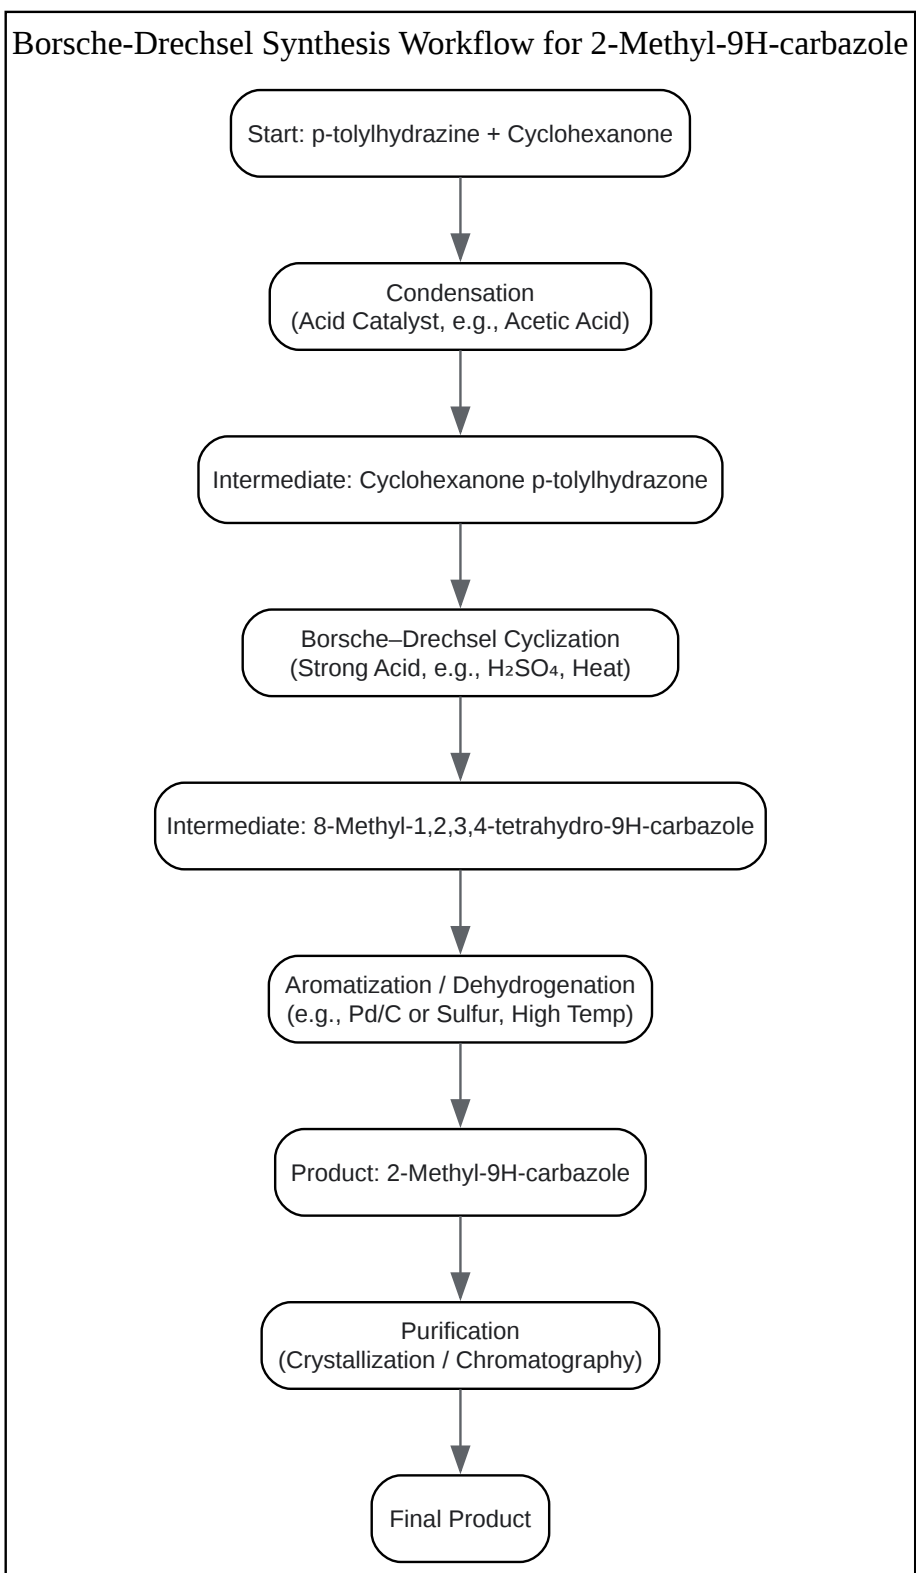 Borsche-Drechsel Synthesis Workflow for 2-Methyl-9H-carbazole
Start: p-tolylhydrazine + Cyclohexanone
Condensation
(Acid Catalyst, e.g., Acetic Acid)
Intermediate: Cyclohexanone p-tolylhydrazone
Borsche–Drechsel Cyclization
(Strong Acid, e.g., H₂SO₄, Heat)
Intermediate: 8-Methyl-1,2,3,4-tetrahydro-9H-carbazole
Aromatization / Dehydrogenation
(e.g., Pd/C or Sulfur, High Temp)
Product: 2-Methyl-9H-carbazole
Purification
(Crystallization / Chromatography)
Final Product